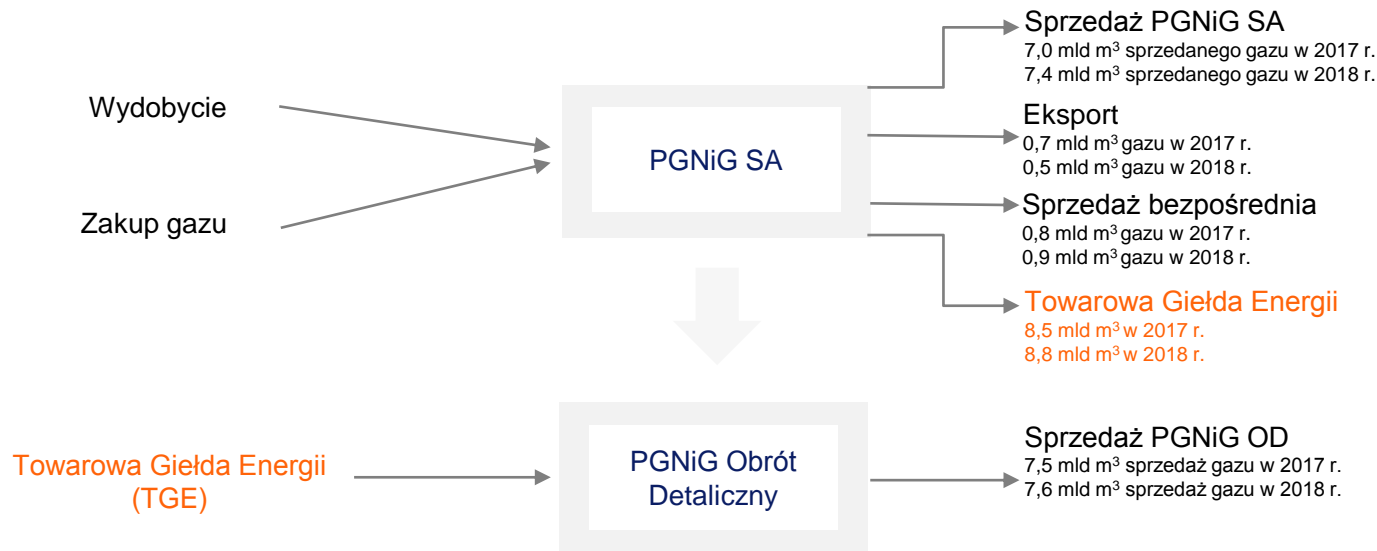 Wydobycie
Zakup gazu
PGNiG SA
Sprzedaż PGNiG SA
7,0 mld m³ sprzedanego gazu w 2017 r.
7,4 mld m³ sprzedanego gazu w 2018 r.
Eksport
0,7 mld m³ gazu w 2017 r.
0,5 mld m³ gazu w 2018 r.
Sprzedaż bezpośrednia
0,8 mld m³ gazu w 2017 r.
0,9 mld m³ gazu w 2018 r.
Towarowa Giełda Energii
8,5 mld m³ w 2017 r.
8,8 mld m³ w 2018 r.
Towarowa Giełda Energii
(TGE)
PGNiG Obrót
Detaliczny
Sprzedaż PGNiG OD
7,5 mld m³ sprzedaż gazu w 2017 r.
7,6 mld m³ sprzedaż gazu w 2018 r.